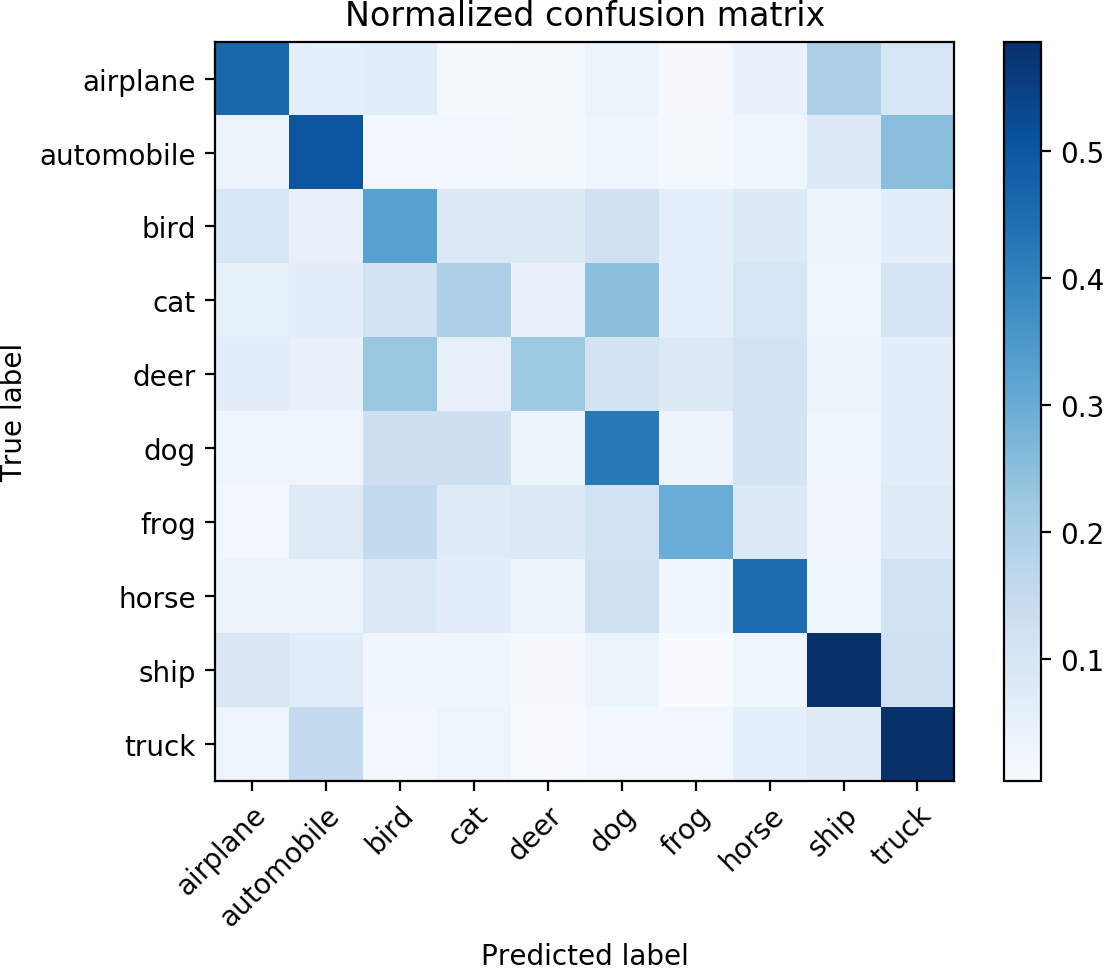 Normalized confusion matrix
airplane
automobile
bird
cat
deer
dog
frog
horse
ship
truck
True label
airplane
automobile
bird
cat
deer
dog
frog
horse
ship
truck
Predicted label
0.5
0.4
0.3
0.2
0.1